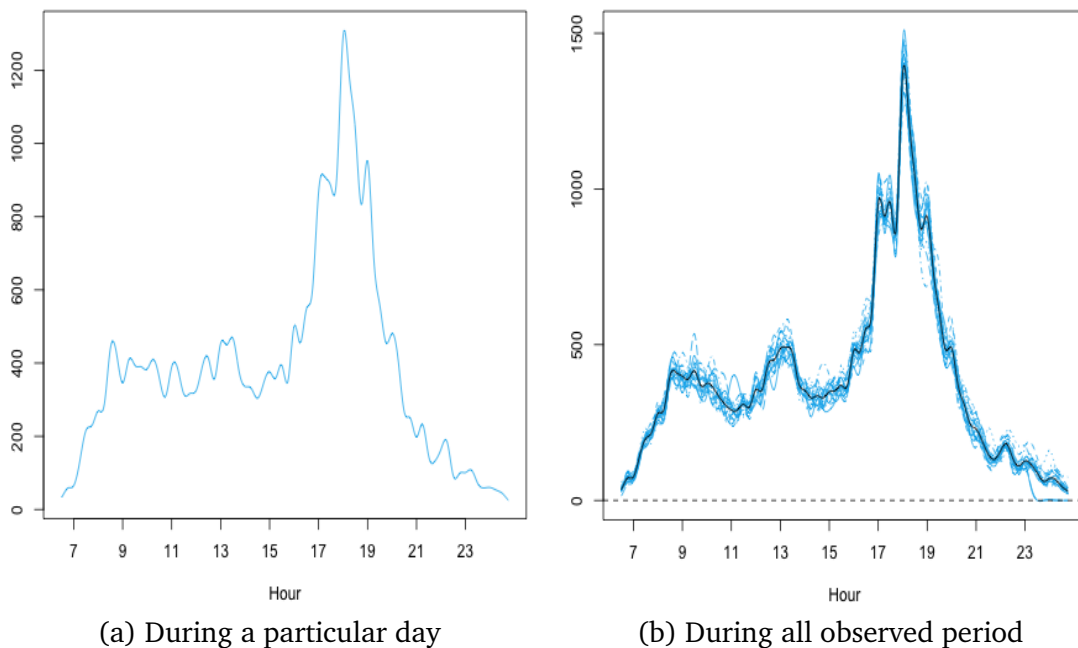 1200
1000
800
600
400
200
0
7 9 11 13 15 17 19 21 23
Hour
(a) During a particular day
1500
1000
500
0
7 9 11 13 15 17 19 21 23
Hour
(b) During all observed period